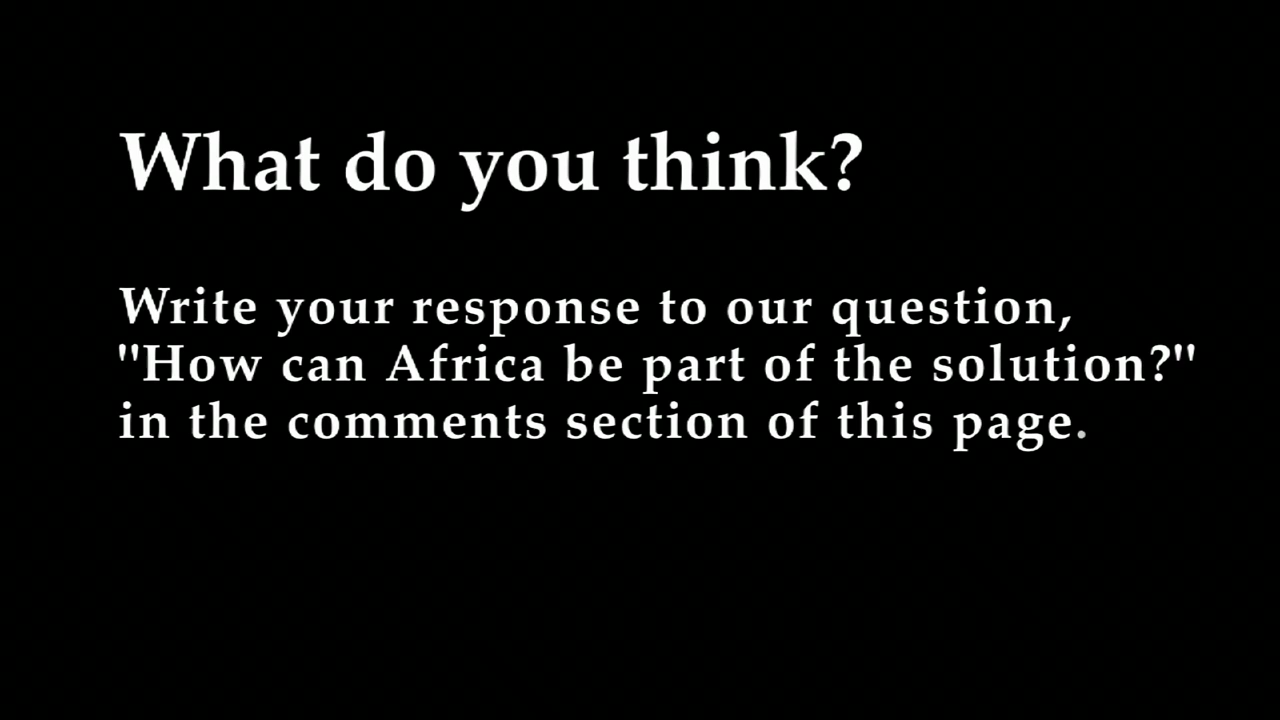 What do you think?
Write your response to our question,
"How can Africa be part of the solution?"
in the comments section of this page.